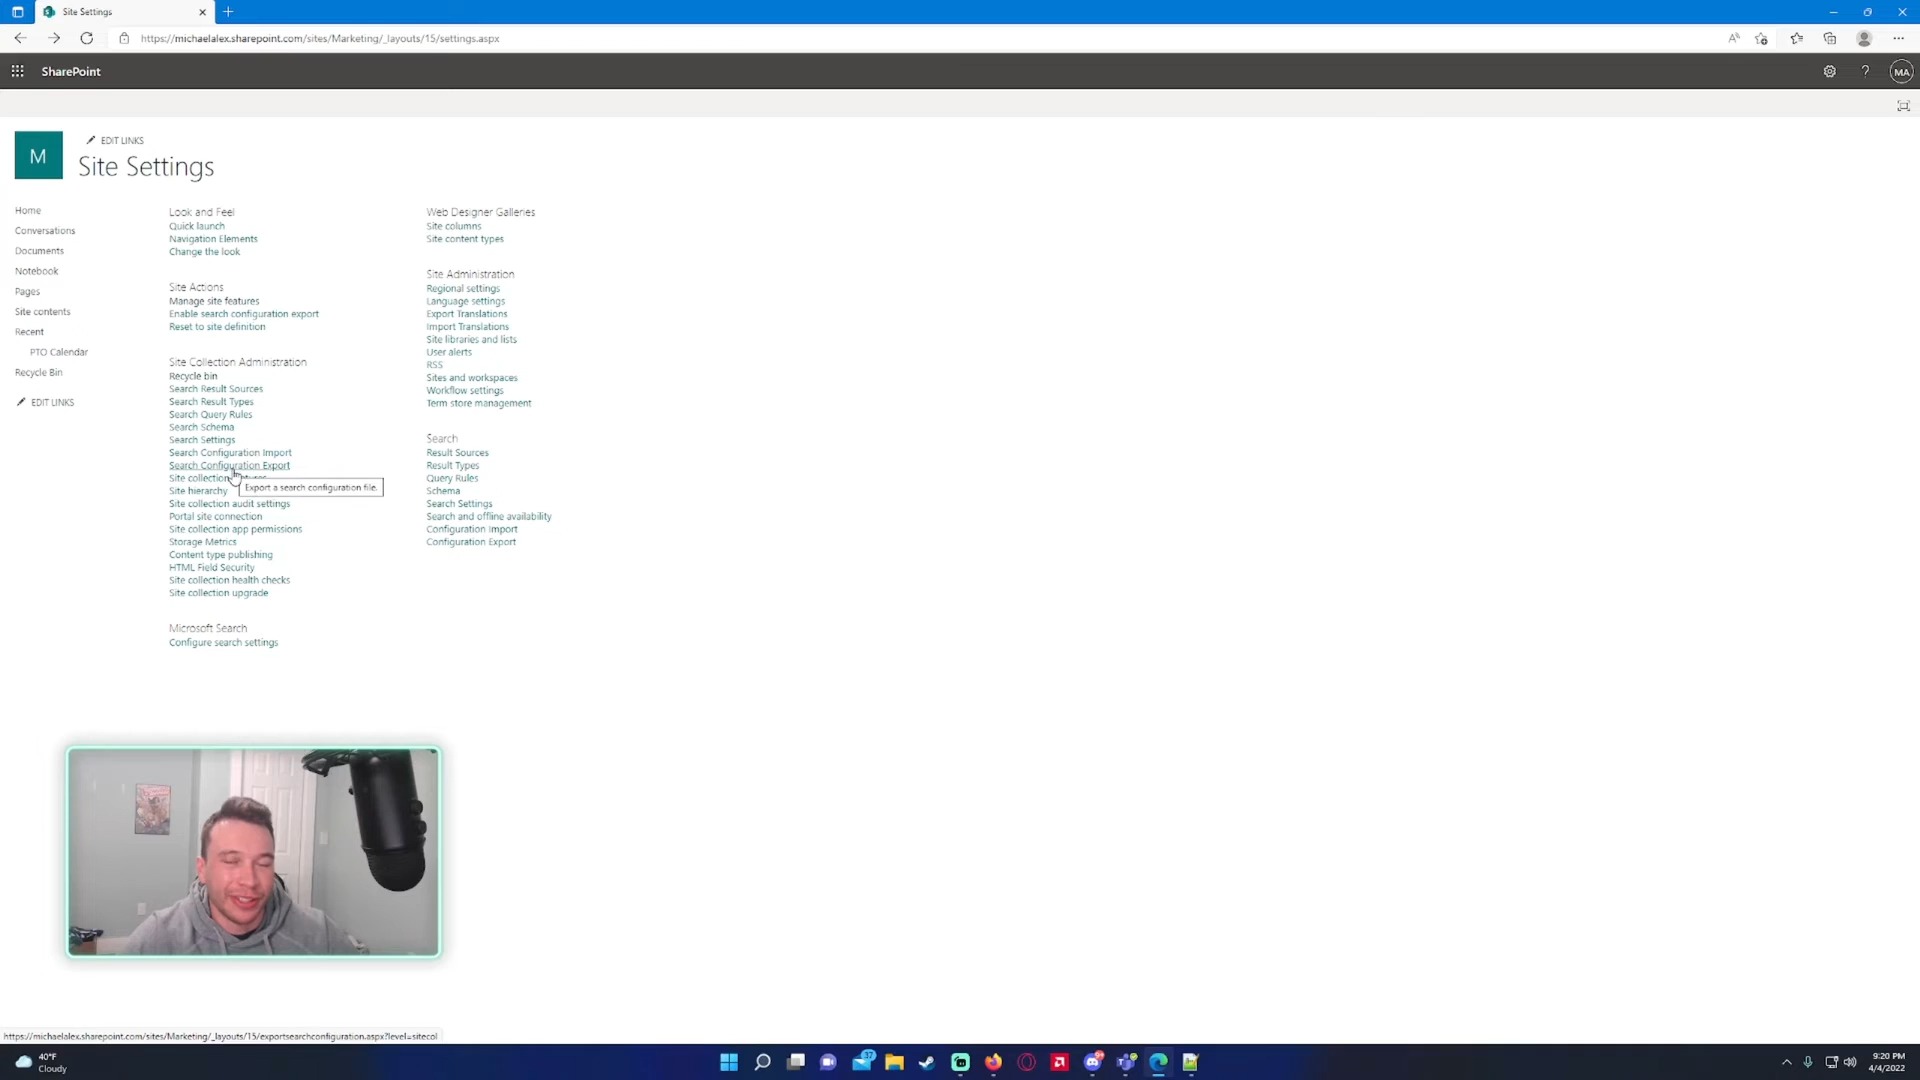 Site Settings
https://michaelalex.sharepoint.com/sites/Marketing/_layouts/15/settings.aspx
SharePoint
?
MA
M
EDIT LINKS
Site Settings
Home
Conversations
Documents
Notebook
Pages
Site contents
Recent
PTO Calendar
Recycle Bin
EDIT LINKS
Look and Feel
Quick launch
Navigation Elements
Change the look
Site Actions
Manage site features
Enable search configuration export
Reset to site definition
Site Collection Administration
Recycle bin
Search Result Sources
Search Result Types
Search Query Rules
Search Schema
Search Settings
Search Configuration Import
Search Configuration Export
Site collection
Export a search configuration file.
Site hierarchy
Site collection audit settings
Portal site connection
Site collection app permissions
Storage Metrics
Content type publishing
HTML Field Security
Site collection health checks
Site collection upgrade
Microsoft Search
Configure search settings
Web Designer Galleries
Site columns
Site content types
Site Administration
Regional settings
Language settings
Export Translations
Import Translations
Site libraries and lists
User alerts
RSS
Sites and workspaces
Workflow settings
Term store management
Search
Result Sources
Result Types
Query Rules
Schema
Search Settings
Search and offline availability
Configuration Import
Configuration Export
https://michaelalex.sharepoint.com/sites/Marketing/_layouts/15/exportsearchconfiguration.aspx?level=sitecol
40°F
Cloudy
37
9:20 PM
4/4/2022